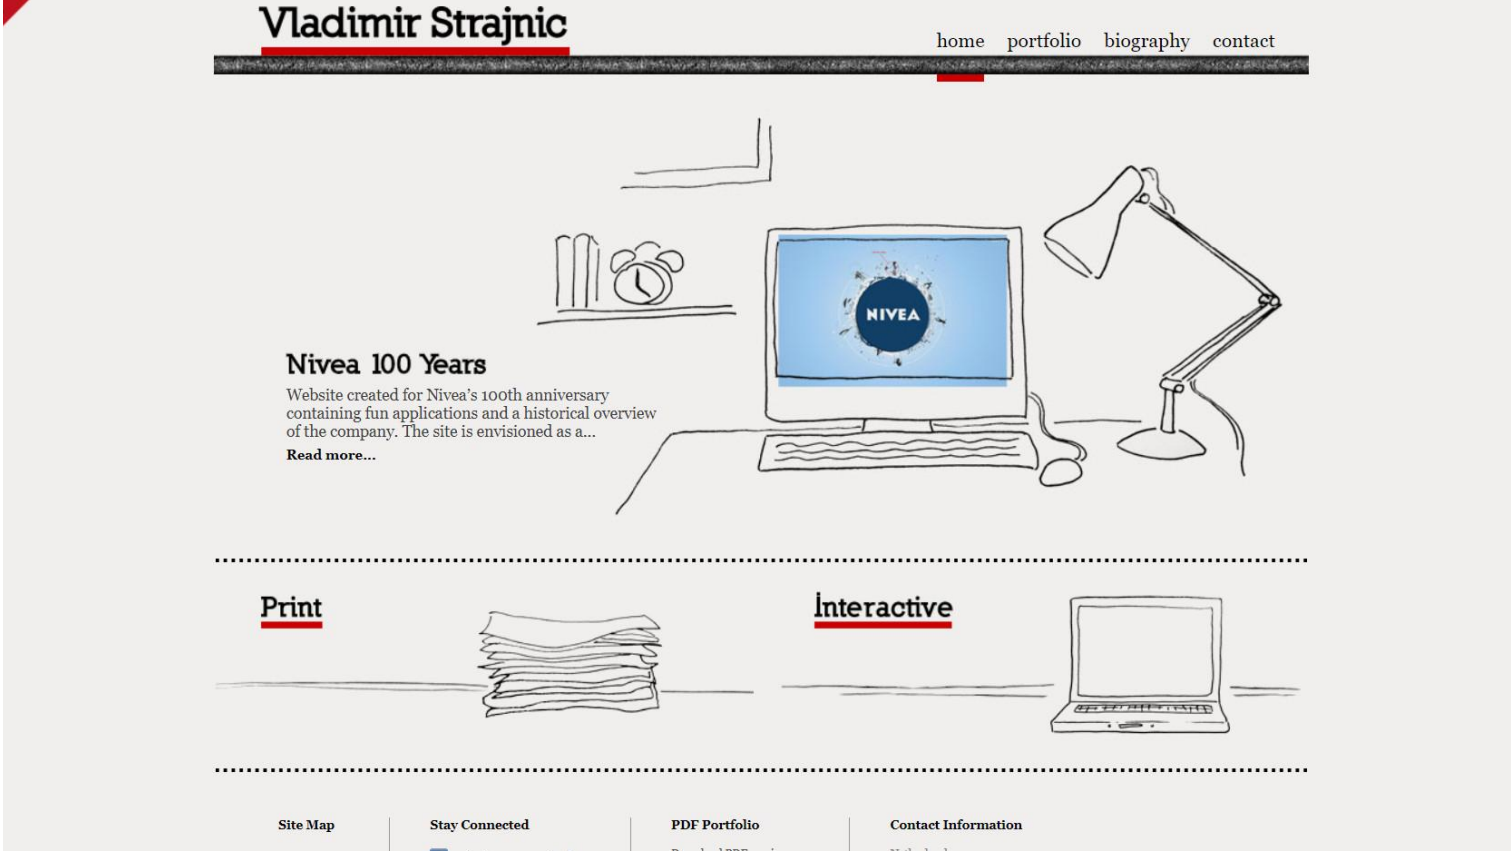 Vladimir Strajnic
home portfolio biography contact
NIVEA
Nivea 100 Years
Website created for Nivea's 100th anniversary
containing fun applications and a historical overview
of the company. The site is envisioned as a...
Read more...
Print
İnteractive
Site Map
Stay Connected
PDF Portfolio
Contact Information